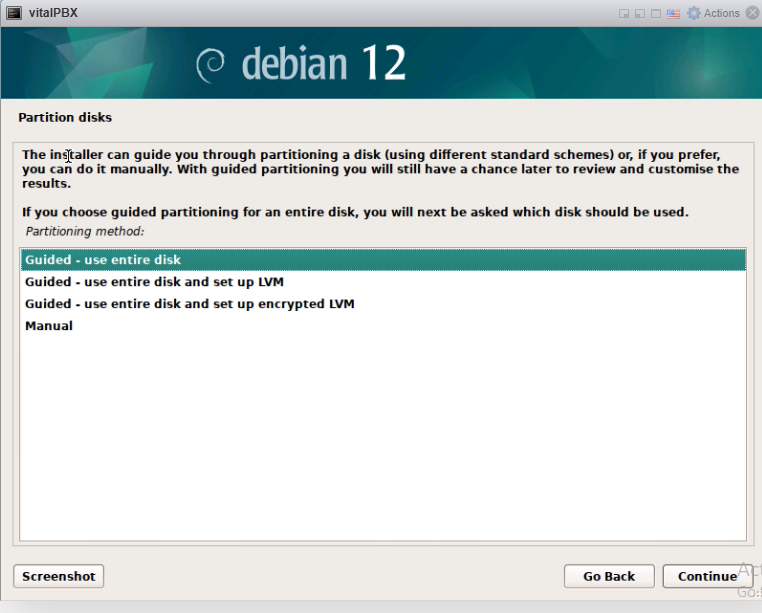 vitalPBX
Actions
debian 12
Partition disks
The installer can guide you through partitioning a disk (using different standard schemes) or, if you prefer,
you can do it manually. With guided partitioning you will still have a chance later to review and customise the
results.
If you choose guided partitioning for an entire disk, you will next be asked which disk should be used.
Partitioning method:
Guided - use entire disk
Guided - use entire disk and set up LVM
Guided - use entire disk and set up encrypted LVM
Manual
Screenshot
Go Back
Continue